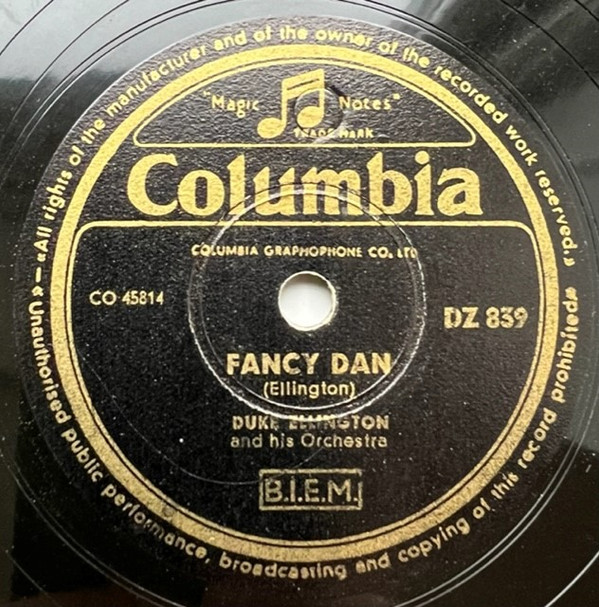 «All rights of the manufacturer and of the owner of the recorded work reserved.»
"Magic Notes"
TRADE MARK
Columbia
COLUMBIA GRAPHOPHONE CO. LTD
CO 45814
DZ 839
FANCY DAN
(Ellington)
DUKE ELLINGTON
and his Orchestra
B.I.E.M.
—« Unauthorised public performance, broadcasting and copying of this record prohibited»